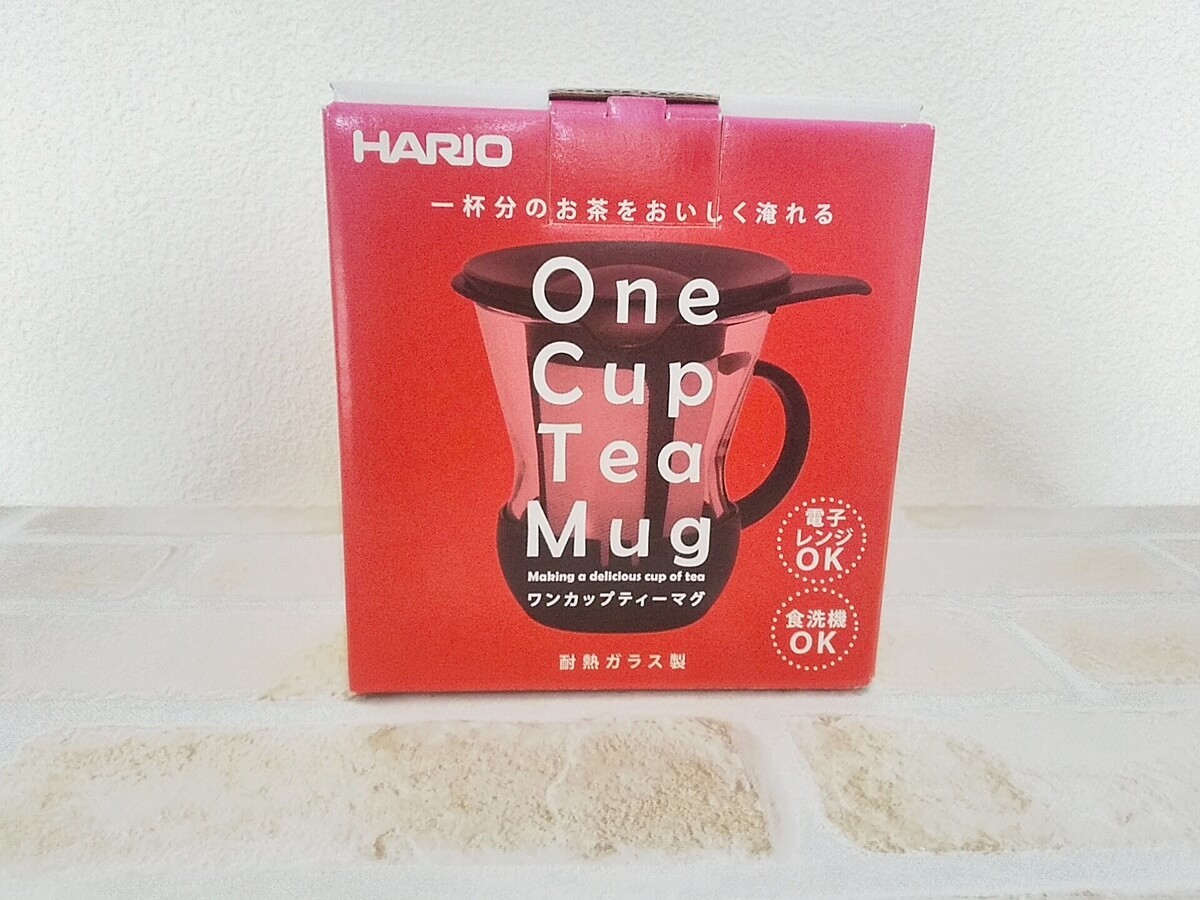 HARIO
一杯分のお茶をおいしく淹れる
One
Cup
Tea
Mug
Making a delicious cup of tea
ワンカップティーマグ
電子
レンジ
OK
食洗機
OK
耐熱ガラス製